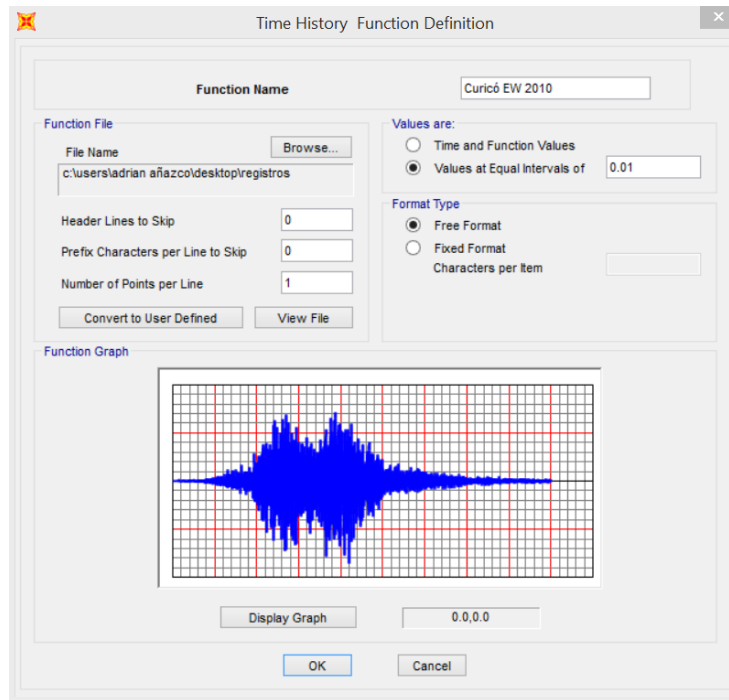 Time History Function Definition
Function Name
Curicó EW 2010
Function File
File Name
Browse...
c:\users\adrian añazco\desktop\registros
Header Lines to Skip
0
Prefix Characters per Line to Skip
0
Number of Points per Line
1
Convert to User Defined
View File
Values are:
Time and Function Values
Values at Equal Intervals of
0.01
Format Type
Free Format
Fixed Format
Characters per Item
Function Graph
Display Graph
0.0,0.0
OK
Cancel